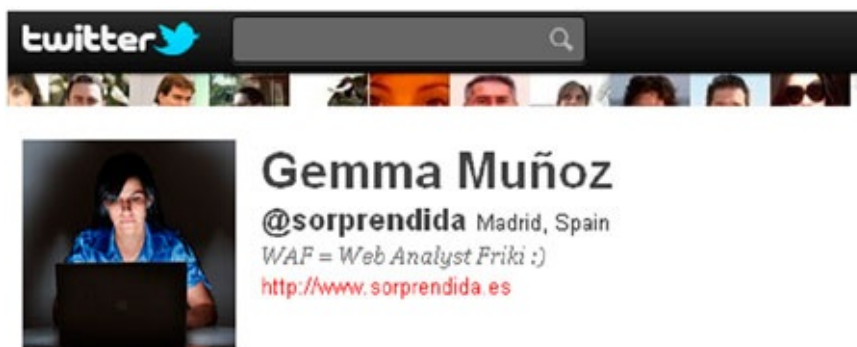 twitter
Gemma Muñoz
@sorprendida Madrid, Spain
WAF = Web Analyst Friki :)
http://www.sorprendida.es